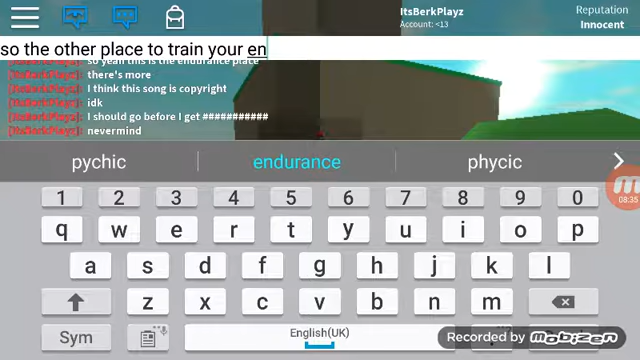 ItsBerkPlayz
Account: <13
Reputation
Innocent
so the other place to train your en
[ItsBerkPlayz]: so yeah this is the endurance place
[ItsBerkPlayz]: there's more
[ItsBerkPlayz]: I think this song is copyright
[ItsBerkPlayz]: idk
[ItsBerkPlayz]: I should go before I get ###########
[ItsBerkPlayz]: nevermind
pychic endurance phycic
1 2 3 4 5 6 7 8 9 0
08:35
q w e r t y u i o p
a s d f g h j k l
z x c v b n m
Sym English(UK)
Recorded by Mobizen